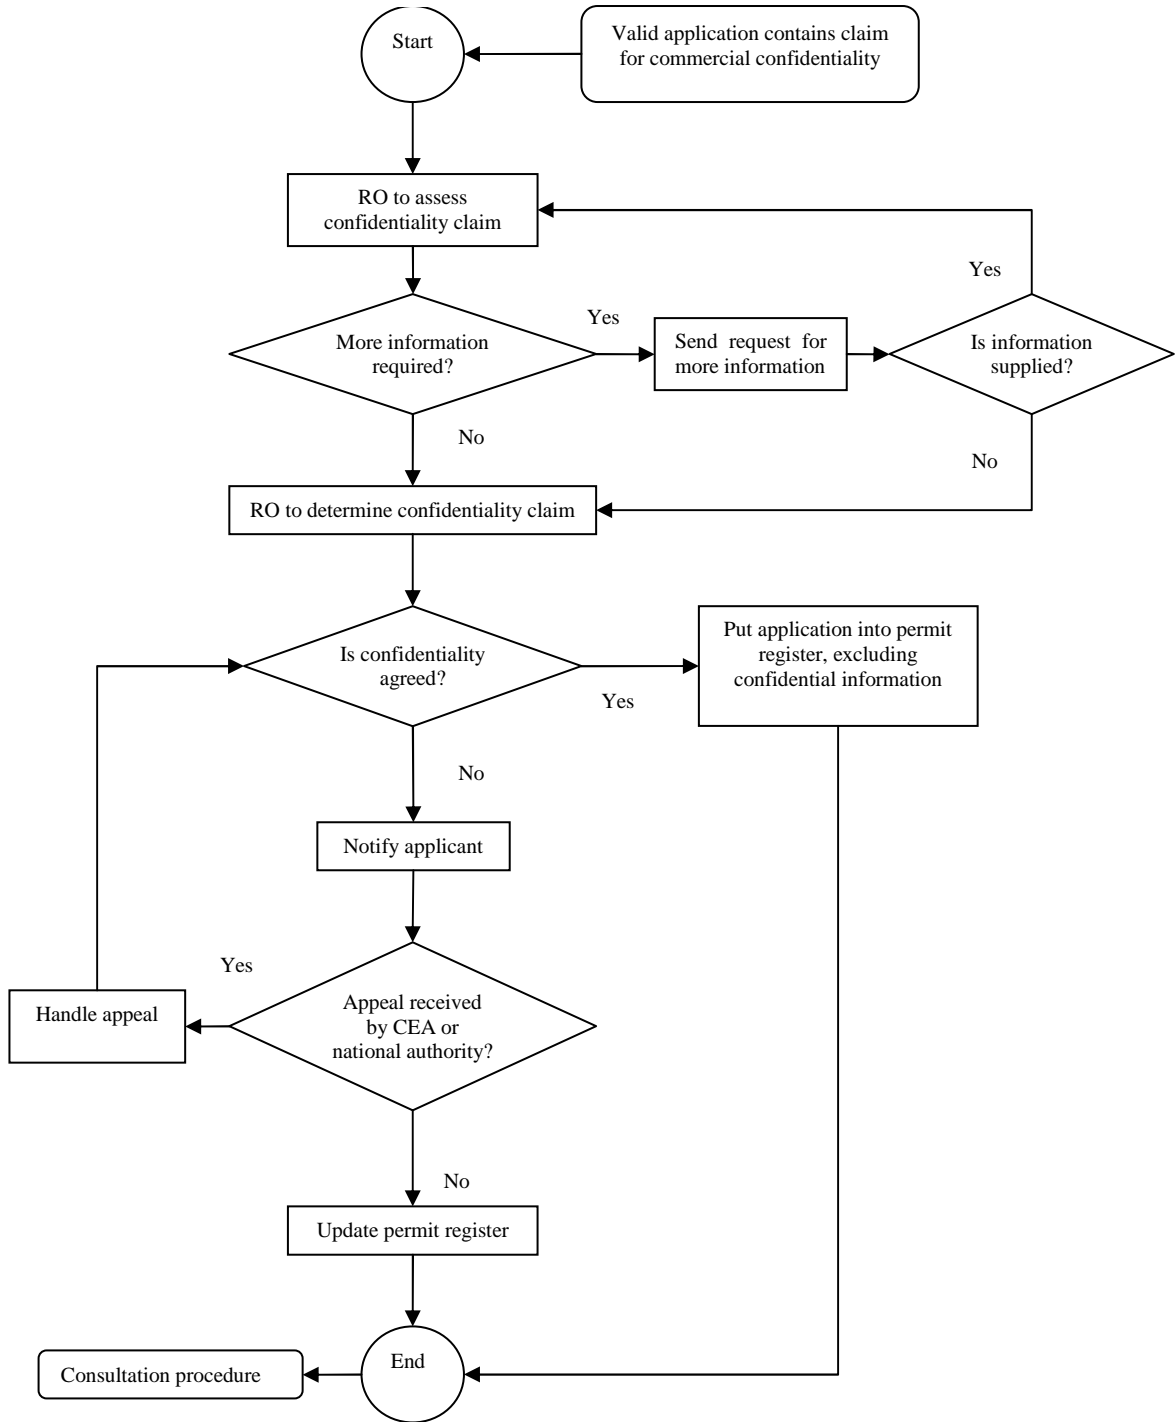 Start
Valid application contains claim
for commercial confidentiality
RO to assess
confidentiality claim
Yes
More information
required?
Yes
Send request for
more information
Is information
supplied?
No
No
RO to determine confidentiality claim
Is confidentiality
agreed?
Yes
Put application into permit
register, excluding
confidential information
No
Notify applicant
Yes
Handle appeal
Appeal received
by CEA or
national authority?
No
Update permit register
End
Consultation procedure